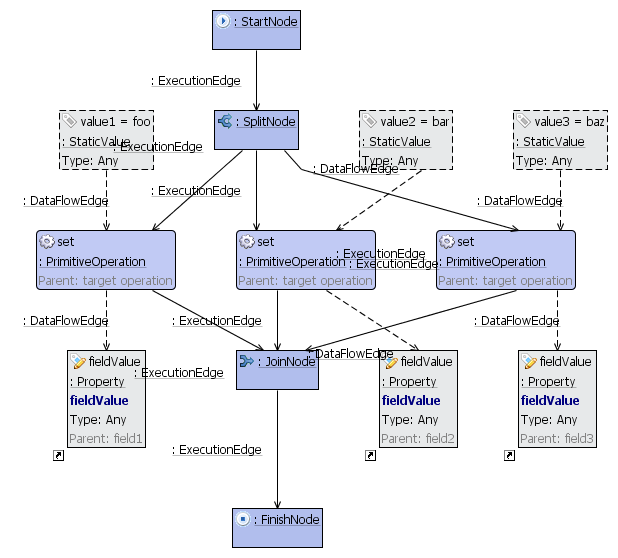 : StartNode
: ExecutionEdge
value1 = foo
: StaticValue
Type: Any
: SplitNode
value2 = bar
: StaticValue
Type: Any
value3 = baz
: StaticValue
Type: Any
: ExecutionEdge
: ExecutionEdge
: DataFlowEdge
: DataFlowEdge
: DataFlowEdge
set
: PrimitiveOperation
Parent: target operation
set
: PrimitiveOperation
Parent: target operation
set
: PrimitiveOperation
Parent: target operation
: ExecutionEdge
: ExecutionEdge
: DataFlowEdge
: ExecutionEdge
: DataFlowEdge
: DataFlowEdge
: ExecutionEdge
fieldValue
: Property
fieldValue
Type: Any
Parent: field1
: JoinNode
fieldValue
: Property
fieldValue
Type: Any
Parent: field2
fieldValue
: Property
fieldValue
Type: Any
Parent: field3
: ExecutionEdge
: FinishNode